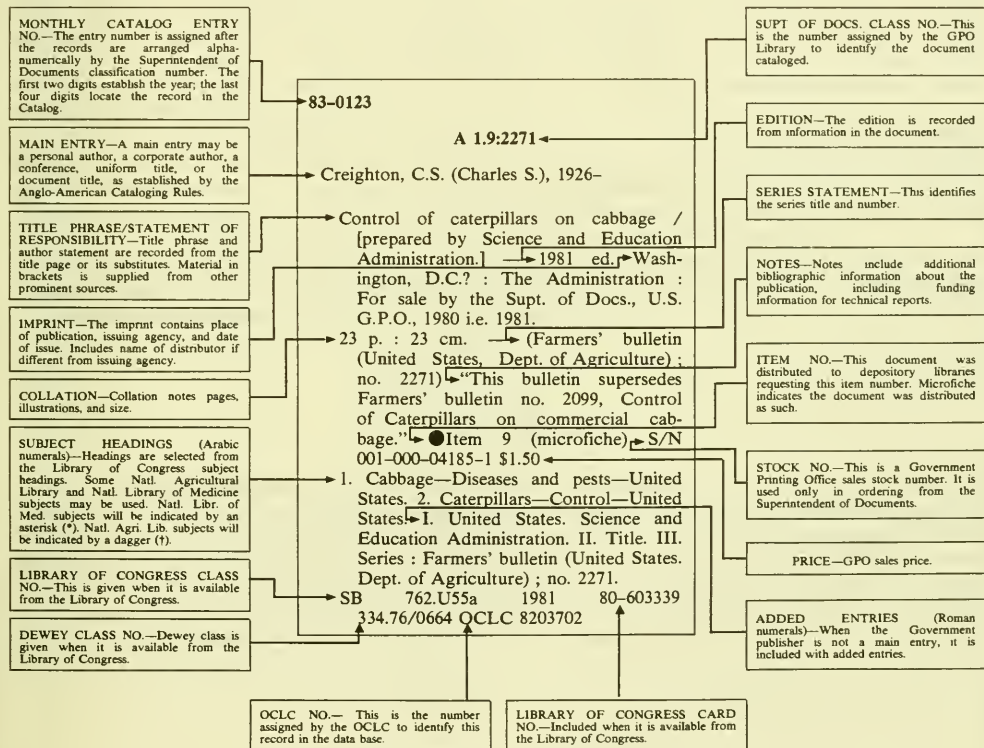 MONTHLY CATALOG ENTRY
NO.—The entry number is assigned after
the records are arranged alpha-
numerically by the Superintendent of
Documents classification number. The
first two digits establish the year; the last
four digits locate the record in the
Catalog.
MAIN ENTRY—A main entry may be
a personal author, a corporate author, a
conference, uniform title, or the
document title, as established by the
Anglo-American Cataloging Rules.
TITLE PHRASE/STATEMENT OF
RESPONSIBILITY—Title phrase and
author statement are recorded from the
title page or its substitutes. Material in
brackets is supplied from other
prominent sources.
IMPRINT—The imprint contains place
of publication, issuing agency, and date
of issue. Includes name of distributor if
different from issuing agency.
COLLATION—Collation notes pages,
illustrations, and size.
SUBJECT HEADINGS (Arabic
numerals)—Headings are selected from
the Library of Congress subject
headings. Some Natl. Agricultural
Library and Natl. Library of Medicine
subjects may be used. Natl. Libr. of
Med. subjects will be indicated by an
asterisk (*). Natl. Agri. Lib. subjects will
be indicated by a dagger (†).
LIBRARY OF CONGRESS CLASS
NO.—This is given when it is available
from the Library of Congress.
DEWEY CLASS NO.—Dewey class is
given when it is available from the
Library of Congress.
83-0123
A 1.9:2271
Creighton, C.S. (Charles S.), 1926-
Control of caterpillars on cabbage /
[prepared by Science and Education
Administration.] 1981 ed. Wash-
ington, D.C.? : The Administration :
For sale by the Supt. of Docs., U.S.
G.P.O., 1980 i.e. 1981.
23 p. : 23 cm. — (Farmers' bulletin
(United States, Dept. of Agriculture) ;
no. 2271) "This bulletin supersedes
Farmers' bulletin no. 2099, Control
of Caterpillars on commercial cab-
bage." ●Item 9 (microfiche) S/N
001-000-04185-1 $1.50
1. Cabbage—Diseases and pests—United
States. 2. Caterpillars—Control—United
States. I. United States. Science and
Education Administration. II. Title. III.
Series : Farmers' bulletin (United States.
Dept. of Agriculture) ; no. 2271.
SB 762.U55a 1981 80-603339
334.76/0664 OCLC 8203702
SUPT OF DOCS. CLASS NO.—This
is the number assigned by the GPO
Library to identify the document
cataloged.
EDITION—The edition is recorded
from information in the document.
SERIES STATEMENT—This identifies
the series title and number.
NOTES—Notes include additional
bibliographic information about the
publication, including funding
information for technical reports.
ITEM NO.—This document was
distributed to depository libraries
requesting this item number. Microfiche
indicates the document was distributed
as such.
STOCK NO.—This is a Government
Printing Office sales stock number. It is
used only in ordering from the
Superintendent of Documents.
PRICE—GPO sales price.
ADDED ENTRIES (Roman
numerals)—When the Government
publisher is not a main entry, it is
included with added entries.
OCLC NO.— This is the number
assigned by the OCLC to identify this
record in the data base.
LIBRARY OF CONGRESS CARD
NO.—Included when it is available from
the Library of Congress.